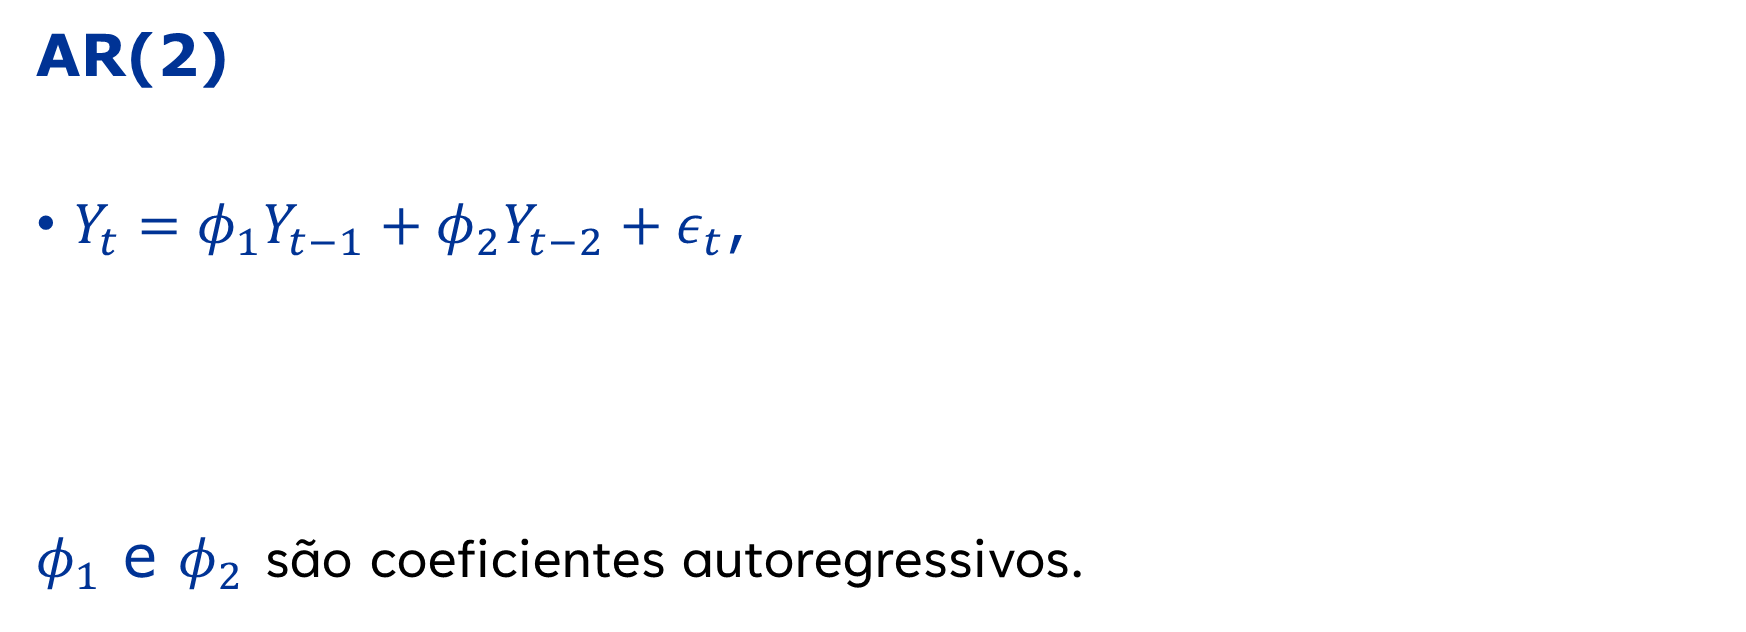 AR(2)
• Yₜ = ϕ₁Yₜ₋₁ + ϕ₂Yₜ₋₂ + ϵₜ,
ϕ₁ e ϕ₂ são coeficientes autoregressivos.